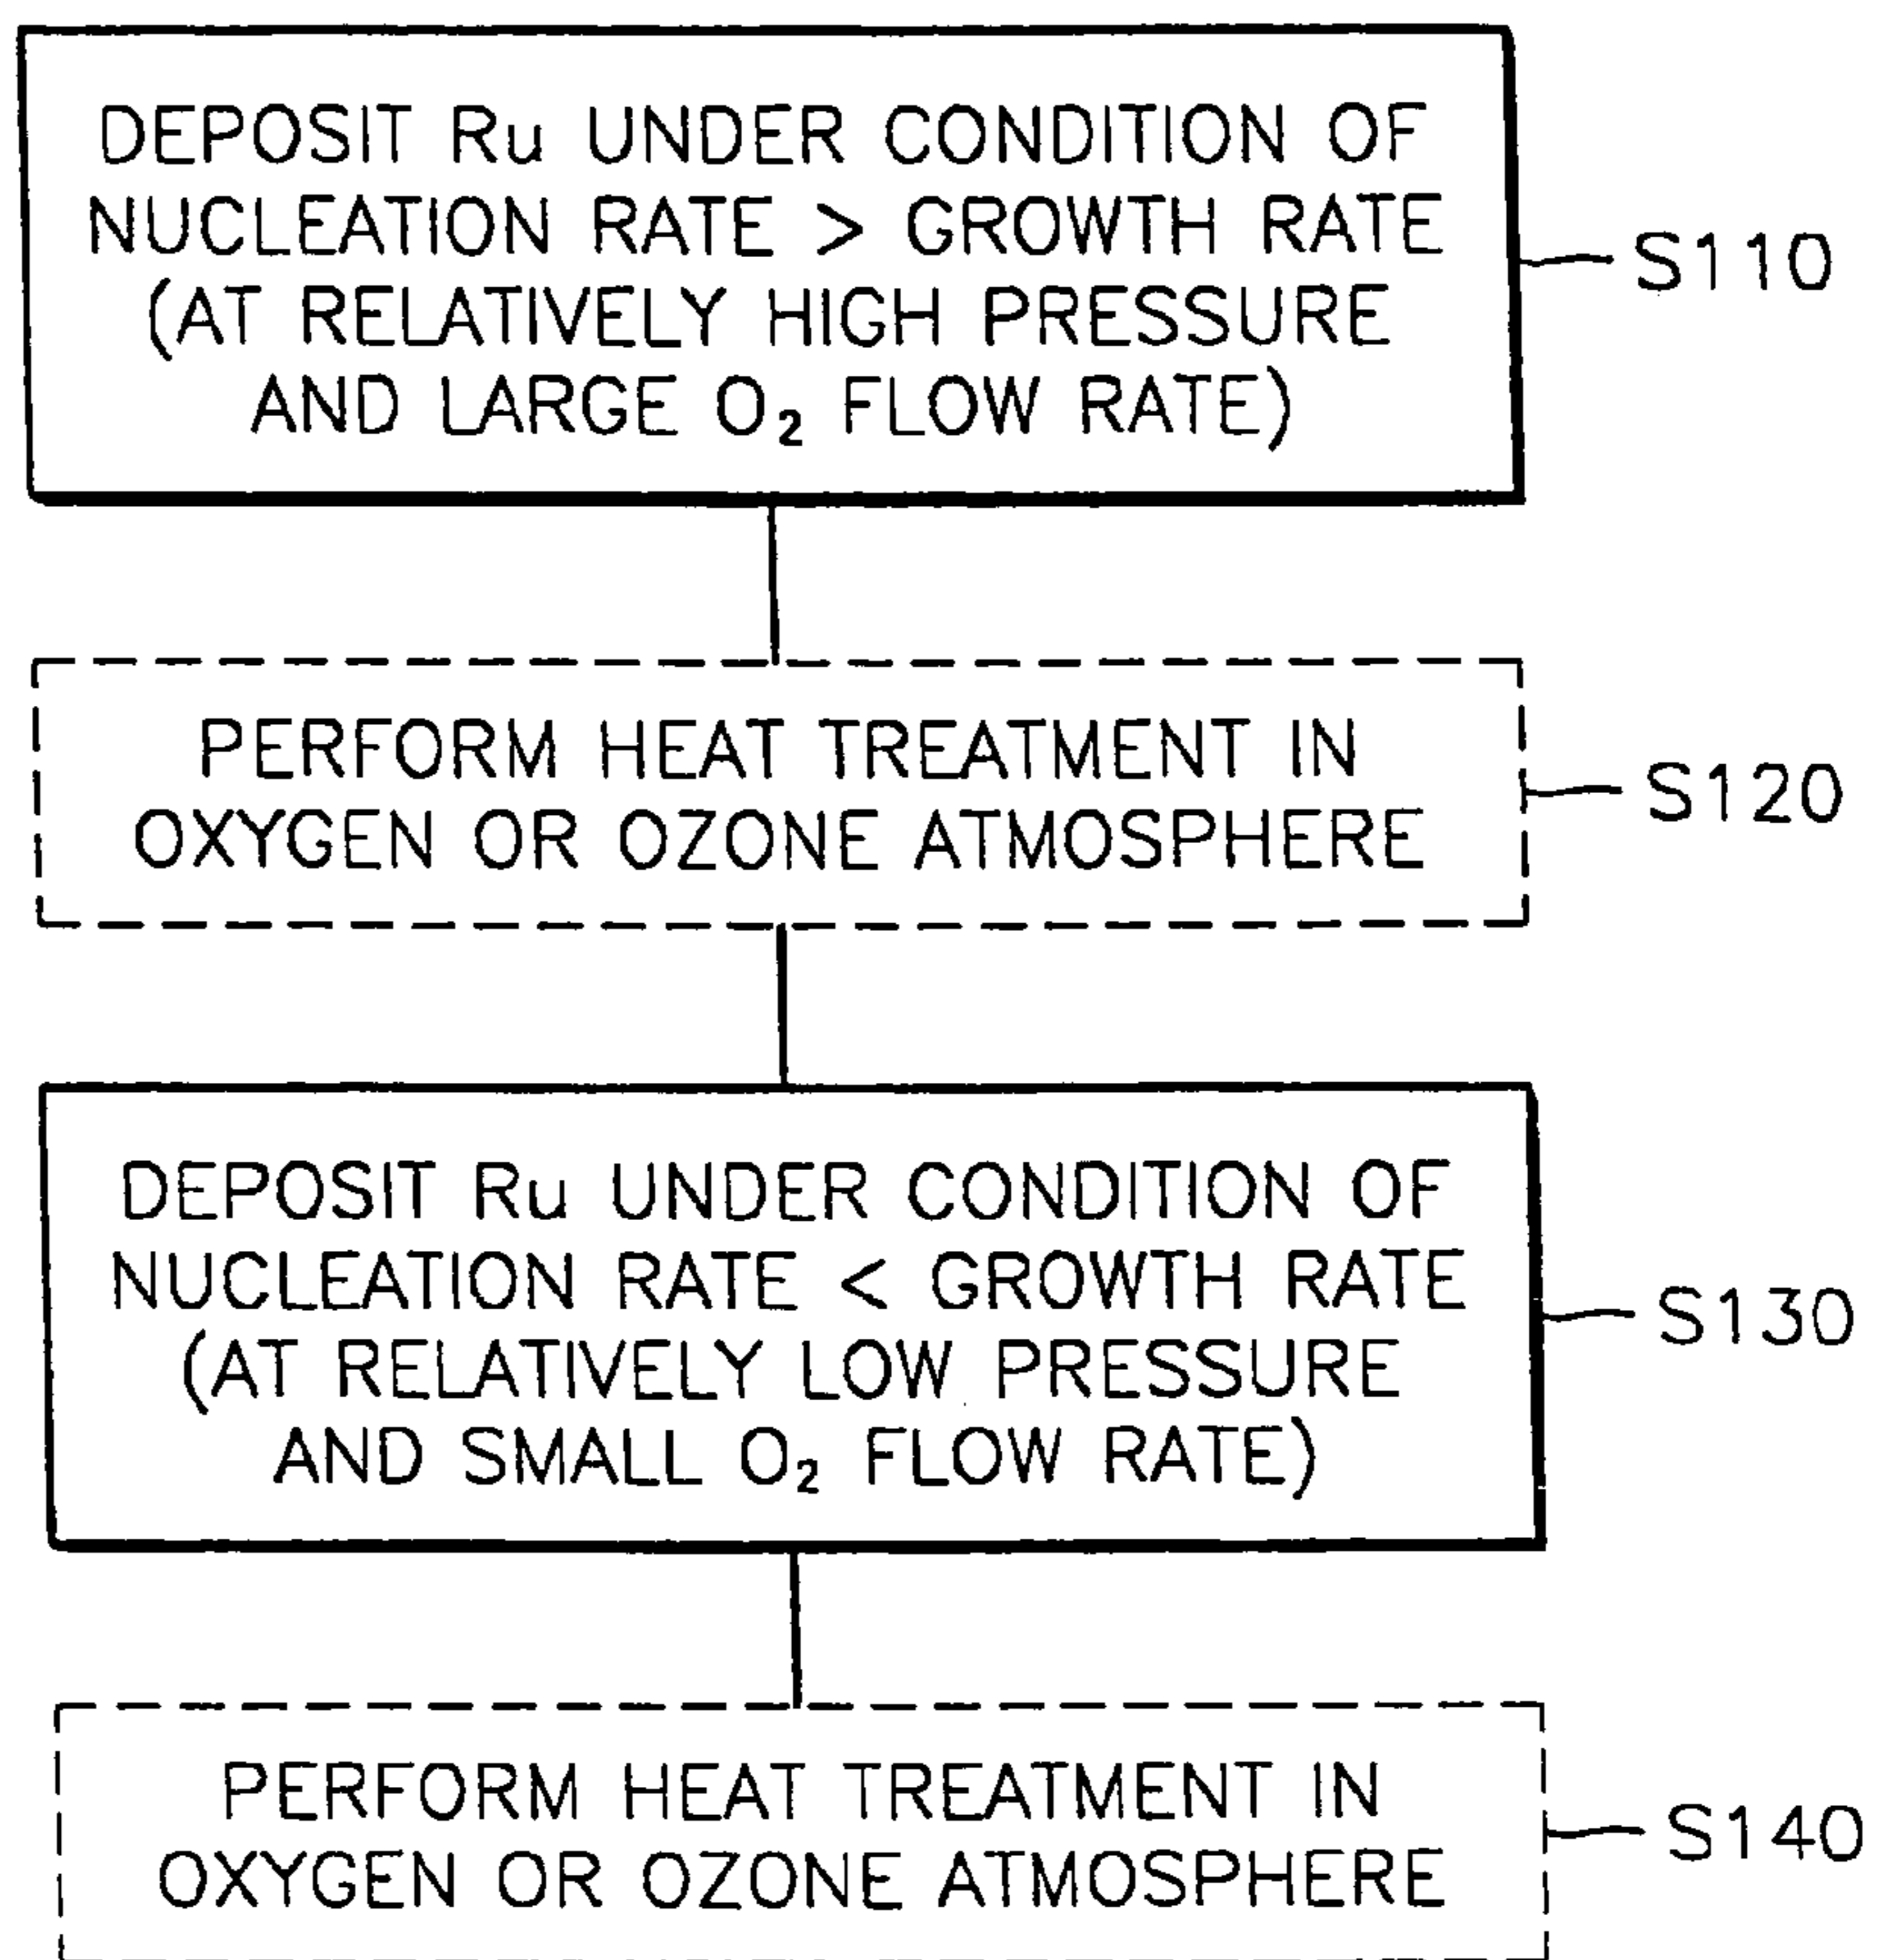 DEPOSIT Ru UNDER CONDITION OF
NUCLEATION RATE > GROWTH RATE
(AT RELATIVELY HIGH PRESSURE
AND LARGE O₂ FLOW RATE)
S110
PERFORM HEAT TREATMENT IN
OXYGEN OR OZONE ATMOSPHERE
S120
DEPOSIT Ru UNDER CONDITION OF
NUCLEATION RATE < GROWTH RATE
(AT RELATIVELY LOW PRESSURE
AND SMALL O₂ FLOW RATE)
S130
PERFORM HEAT TREATMENT IN
OXYGEN OR OZONE ATMOSPHERE
S140